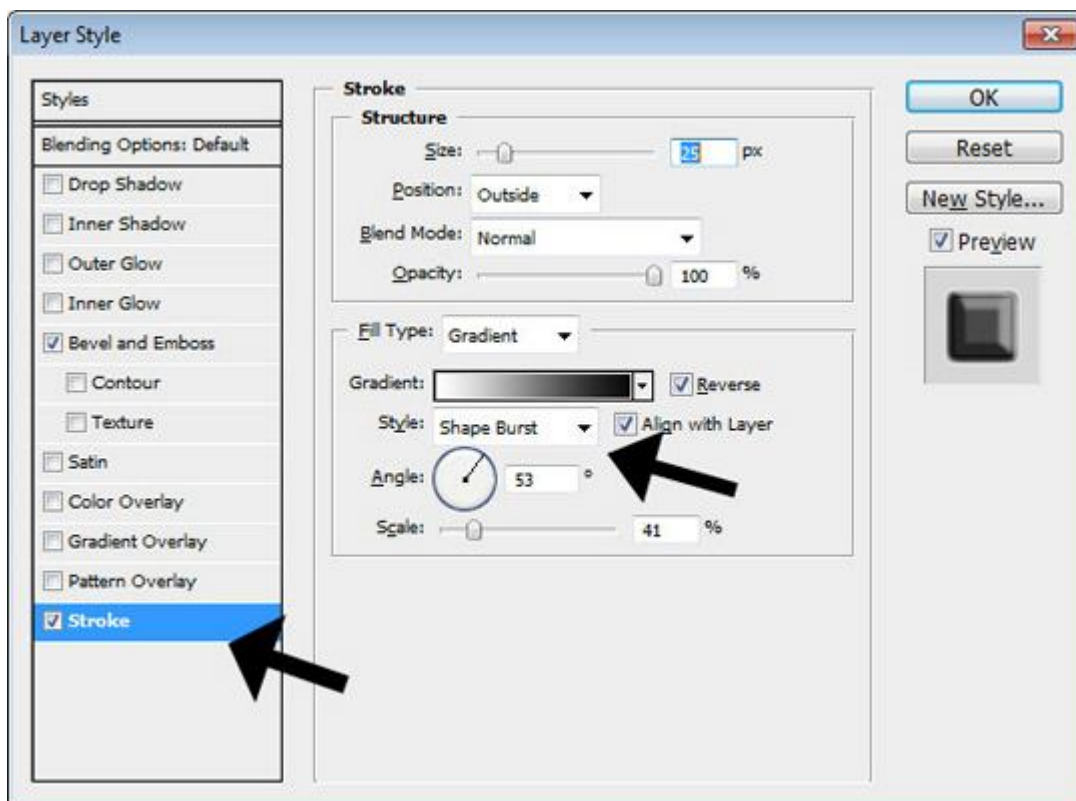 Layer Style
Styles
Blending Options: Default
Drop Shadow
Inner Shadow
Outer Glow
Inner Glow
Bevel and Emboss
Contour
Texture
Satin
Color Overlay
Gradient Overlay
Pattern Overlay
Stroke
Stroke
Structure
Size: 25 px
Position: Outside
Blend Mode: Normal
Opacity: 100 %
Fill Type: Gradient
Gradient: Reverse
Style: Shape Burst Align with Layer
Angle: 53 °
Scale: 41 %
OK
Reset
New Style...
Preview